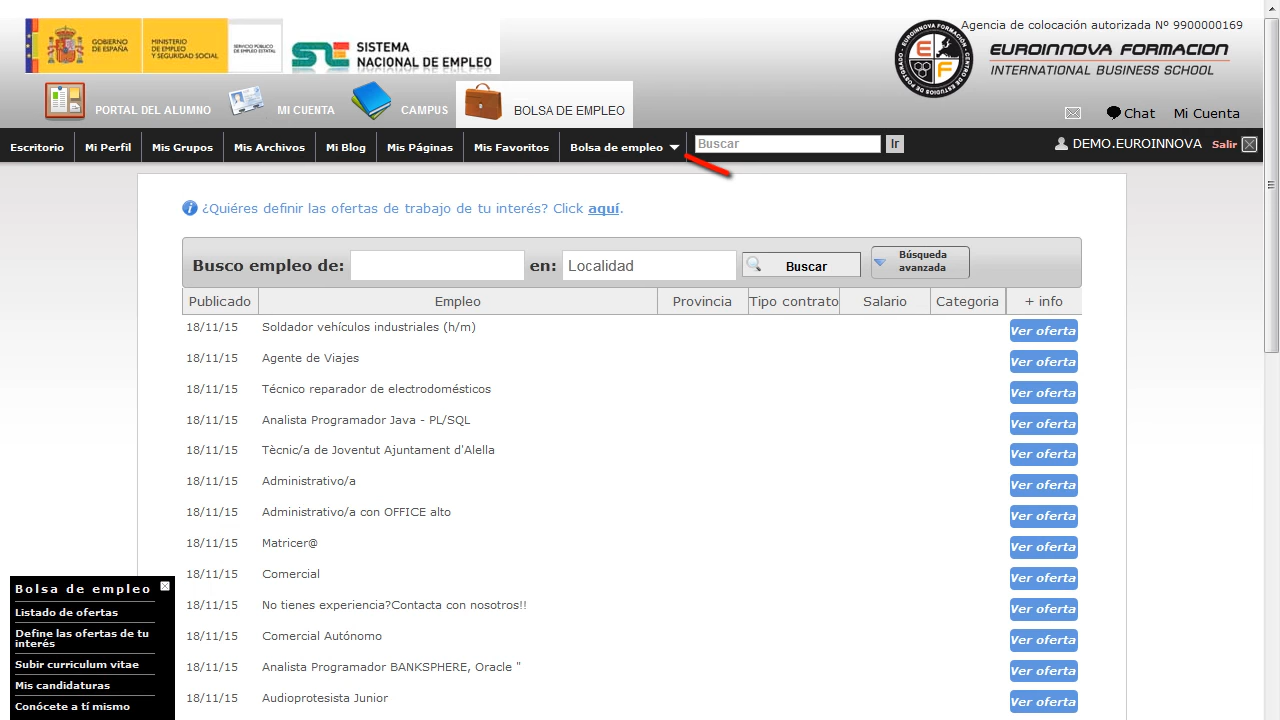 GOBIERNO DE ESPAÑA
MINISTERIO DE EMPLEO Y SEGURIDAD SOCIAL
SERVICIO PÚBLICO DE EMPLEO ESTATAL
SISTEMA NACIONAL DE EMPLEO
Agencia de colocación autorizada Nº 9900000169
EUROINNOVA FORMACION
INTERNATIONAL BUSINESS SCHOOL
EUROINNOVA FORMACIÓN · CENTRO DE ESTUDIOS DE POSTGRADO
E
F
PORTAL DEL ALUMNO
MI CUENTA
CAMPUS
BOLSA DE EMPLEO
Chat
Mi Cuenta
Escritorio
Mi Perfil
Mis Grupos
Mis Archivos
Mi Blog
Mis Páginas
Mis Favoritos
Bolsa de empleo
Buscar
Ir
DEMO.EUROINNOVA
Salir
¿Quiéres definir las ofertas de trabajo de tu interés? Click aquí.
Busco empleo de:
en:
Localidad
Buscar
Búsqueda
avanzada
Publicado Empleo Provincia Tipo contrato Salario Categoria + info
18/11/15 Soldador vehículos industriales (h/m) Ver oferta
18/11/15 Agente de Viajes Ver oferta
18/11/15 Técnico reparador de electrodomésticos Ver oferta
18/11/15 Analista Programador Java - PL/SQL Ver oferta
18/11/15 Tècnic/a de Joventut Ajuntament d'Alella Ver oferta
18/11/15 Administrativo/a Ver oferta
18/11/15 Administrativo/a con OFFICE alto Ver oferta
18/11/15 Matricer@ Ver oferta
18/11/15 Comercial Ver oferta
18/11/15 No tienes experiencia?Contacta con nosotros!! Ver oferta
18/11/15 Comercial Autónomo Ver oferta
18/11/15 Analista Programador BANKSPHERE, Oracle " Ver oferta
18/11/15 Audioprotesista Junior Ver oferta
Bolsa de empleo
Listado de ofertas
Define las ofertas de tu
interés
Subir curriculum vitae
Mis candidaturas
Conócete a tí mismo